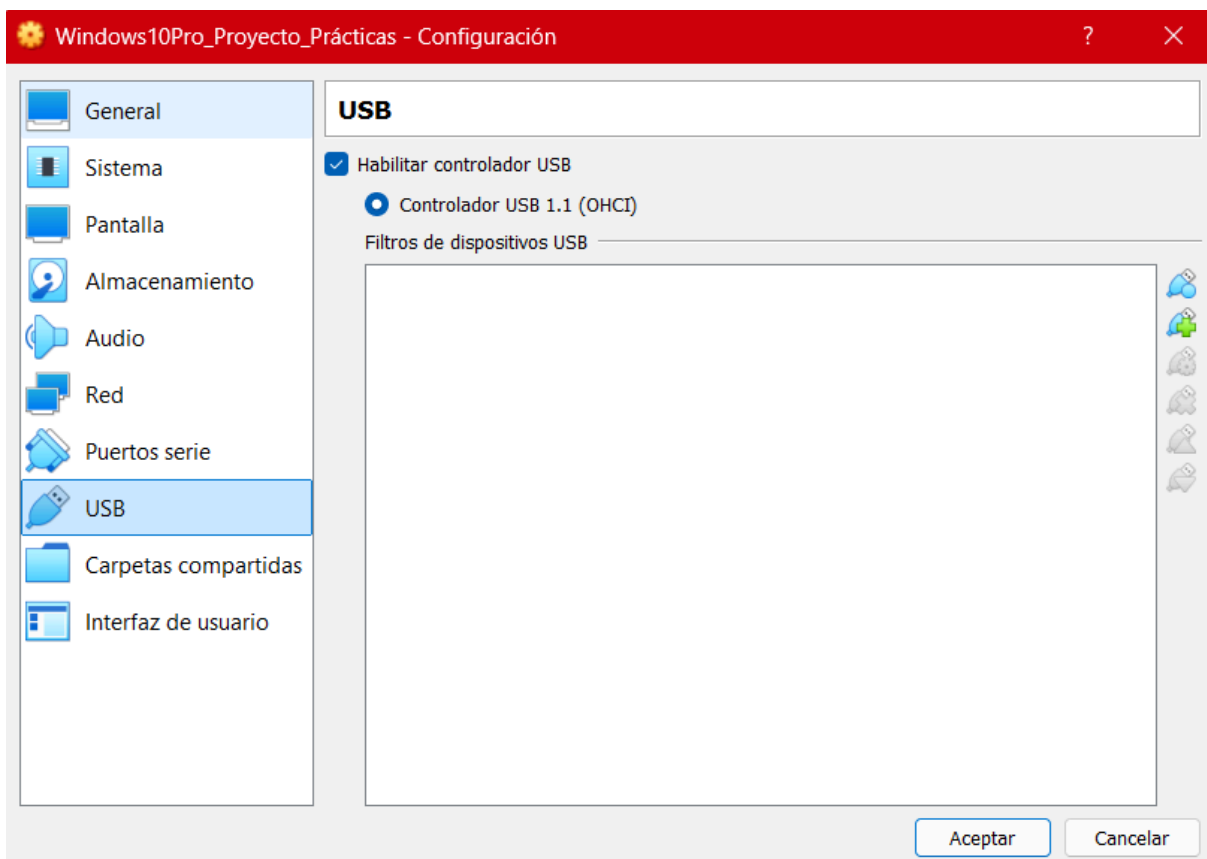 Windows10Pro_Proyecto_Prácticas - Configuración
?
General
Sistema
Pantalla
Almacenamiento
Audio
Red
Puertos serie
USB
Carpetas compartidas
Interfaz de usuario
USB
Habilitar controlador USB
Controlador USB 1.1 (OHCI)
Filtros de dispositivos USB
Aceptar
Cancelar